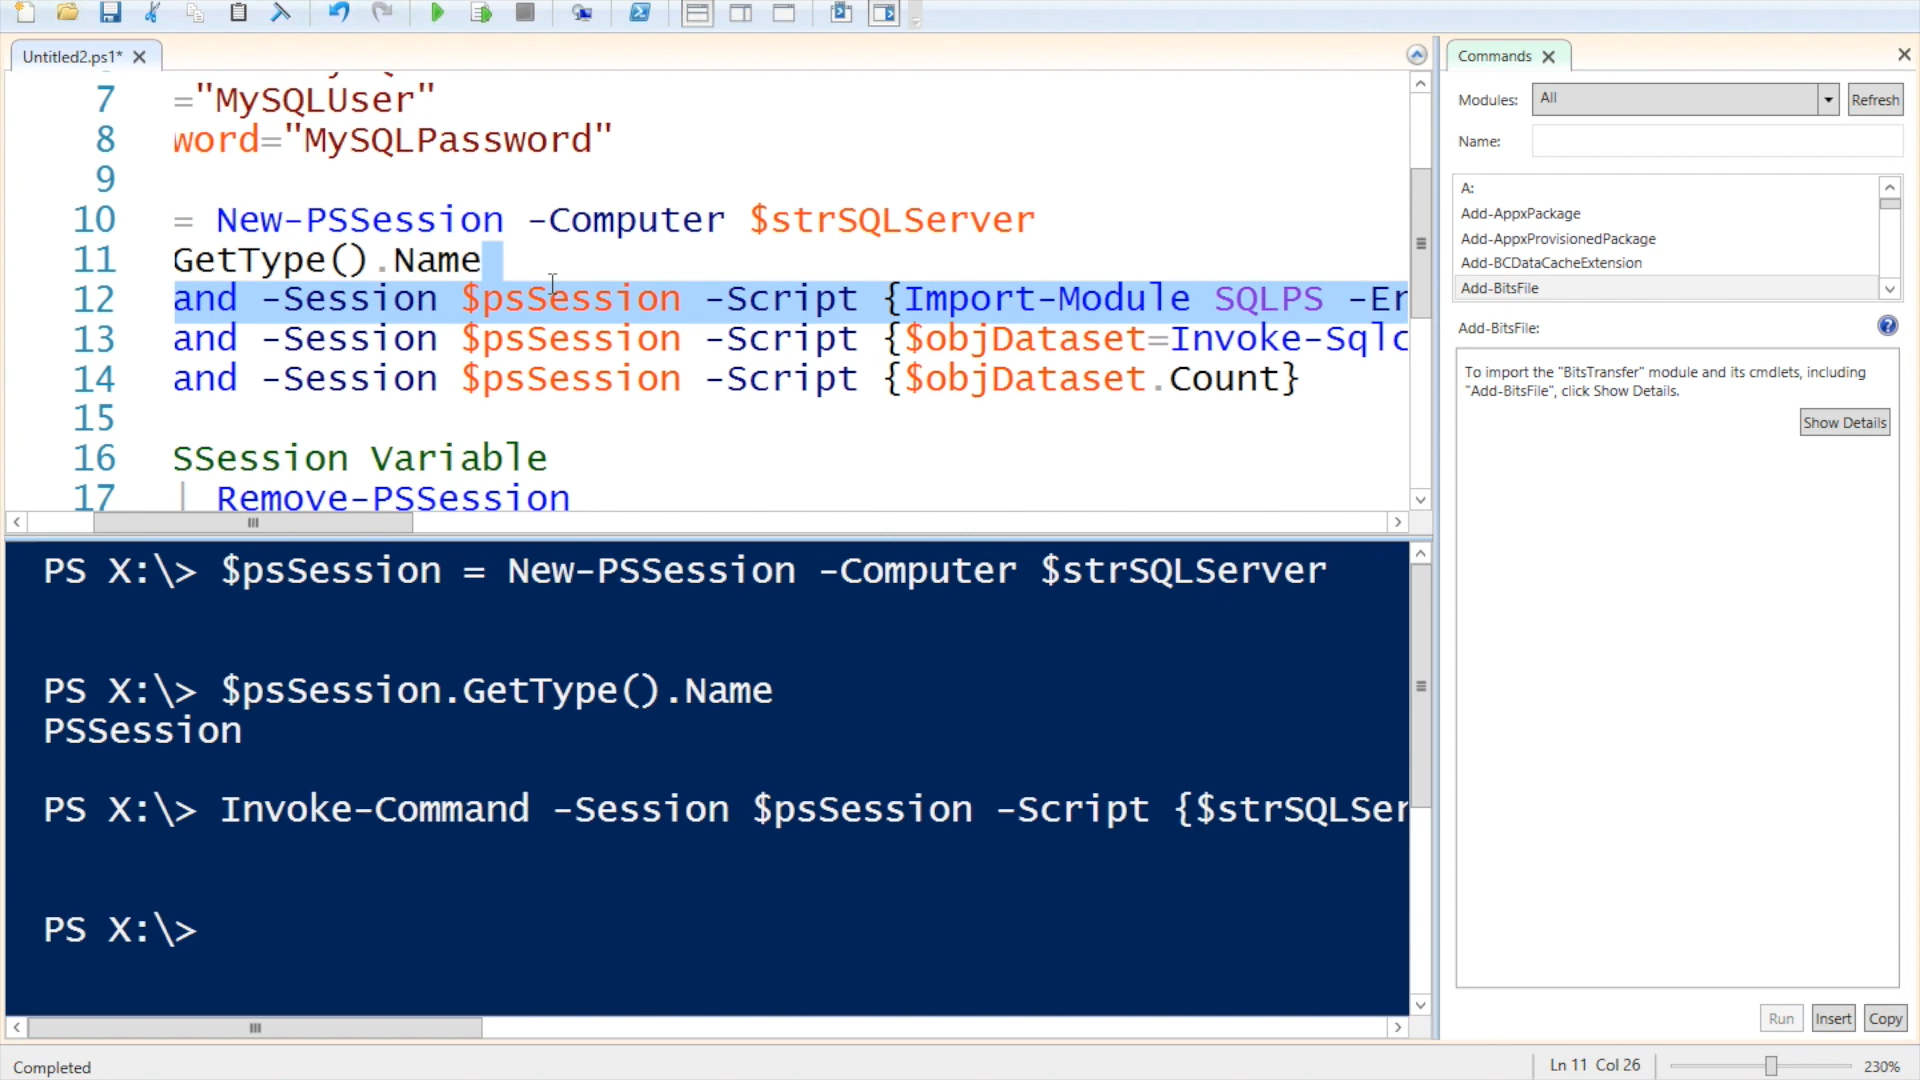 Untitled2.ps1*
7 ="MySQLUser"
8 word="MySQLPassword"
9
10 = New-PSSession -Computer $strSQLServer
11 GetType().Name
12 and -Session $psSession -Script {Import-Module SQLPS -Er
13 and -Session $psSession -Script {$objDataset=Invoke-Sqlc
14 and -Session $psSession -Script {$objDataset.Count}
15
16 SSession Variable
17 | Remove-PSSession
PS X:\> $psSession = New-PSSession -Computer $strSQLServer
PS X:\> $psSession.GetType().Name
PSSession
PS X:\> Invoke-Command -Session $psSession -Script {$strSQLSer
PS X:\>
Commands
Modules: All Refresh
Name:
A:
Add-AppxPackage
Add-AppxProvisionedPackage
Add-BCDataCacheExtension
Add-BitsFile
Add-BitsFile:
To import the "BitsTransfer" module and its cmdlets, including
"Add-BitsFile", click Show Details.
Show Details
Run Insert Copy
Completed
Ln 11 Col 26
230%